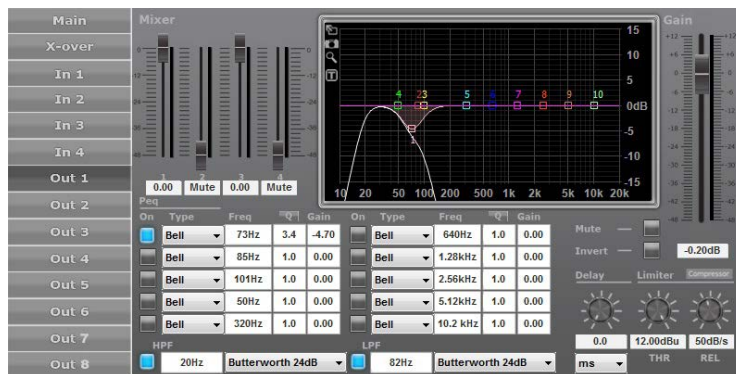 Main
X-over
In 1
In 2
In 3
In 4
Out 1
Out 2
Out 3
Out 4
Out 5
Out 6
Out 7
Out 8
Mixer
1 2 3 4
0.00 Mute 0.00 Mute
15
10
5
0dB
-5
-10
-15
4 2 3 5 6 7 8 9 10
1
10 20 50 100 200 500 1k 2k 5k 10k 20k
T
Gain
-0.20dB
Peq
On Type Freq "Q" Gain On Type Freq "Q" Gain
Bell 73Hz 3.4 -4.70 Bell 640Hz 1.0 0.00
Bell 85Hz 1.0 0.00 Bell 1.28kHz 1.0 0.00
Bell 101Hz 1.0 0.00 Bell 2.56kHz 1.0 0.00
Bell 50Hz 1.0 0.00 Bell 5.12kHz 1.0 0.00
Bell 320Hz 1.0 0.00 Bell 10.2 kHz 1.0 0.00
HPF LPF
20Hz Butterworth 24dB 82Hz Butterworth 24dB
Mute
Invert
Delay Limiter Compressor
0.0 12.00dBu 50dB/s
ms THR REL